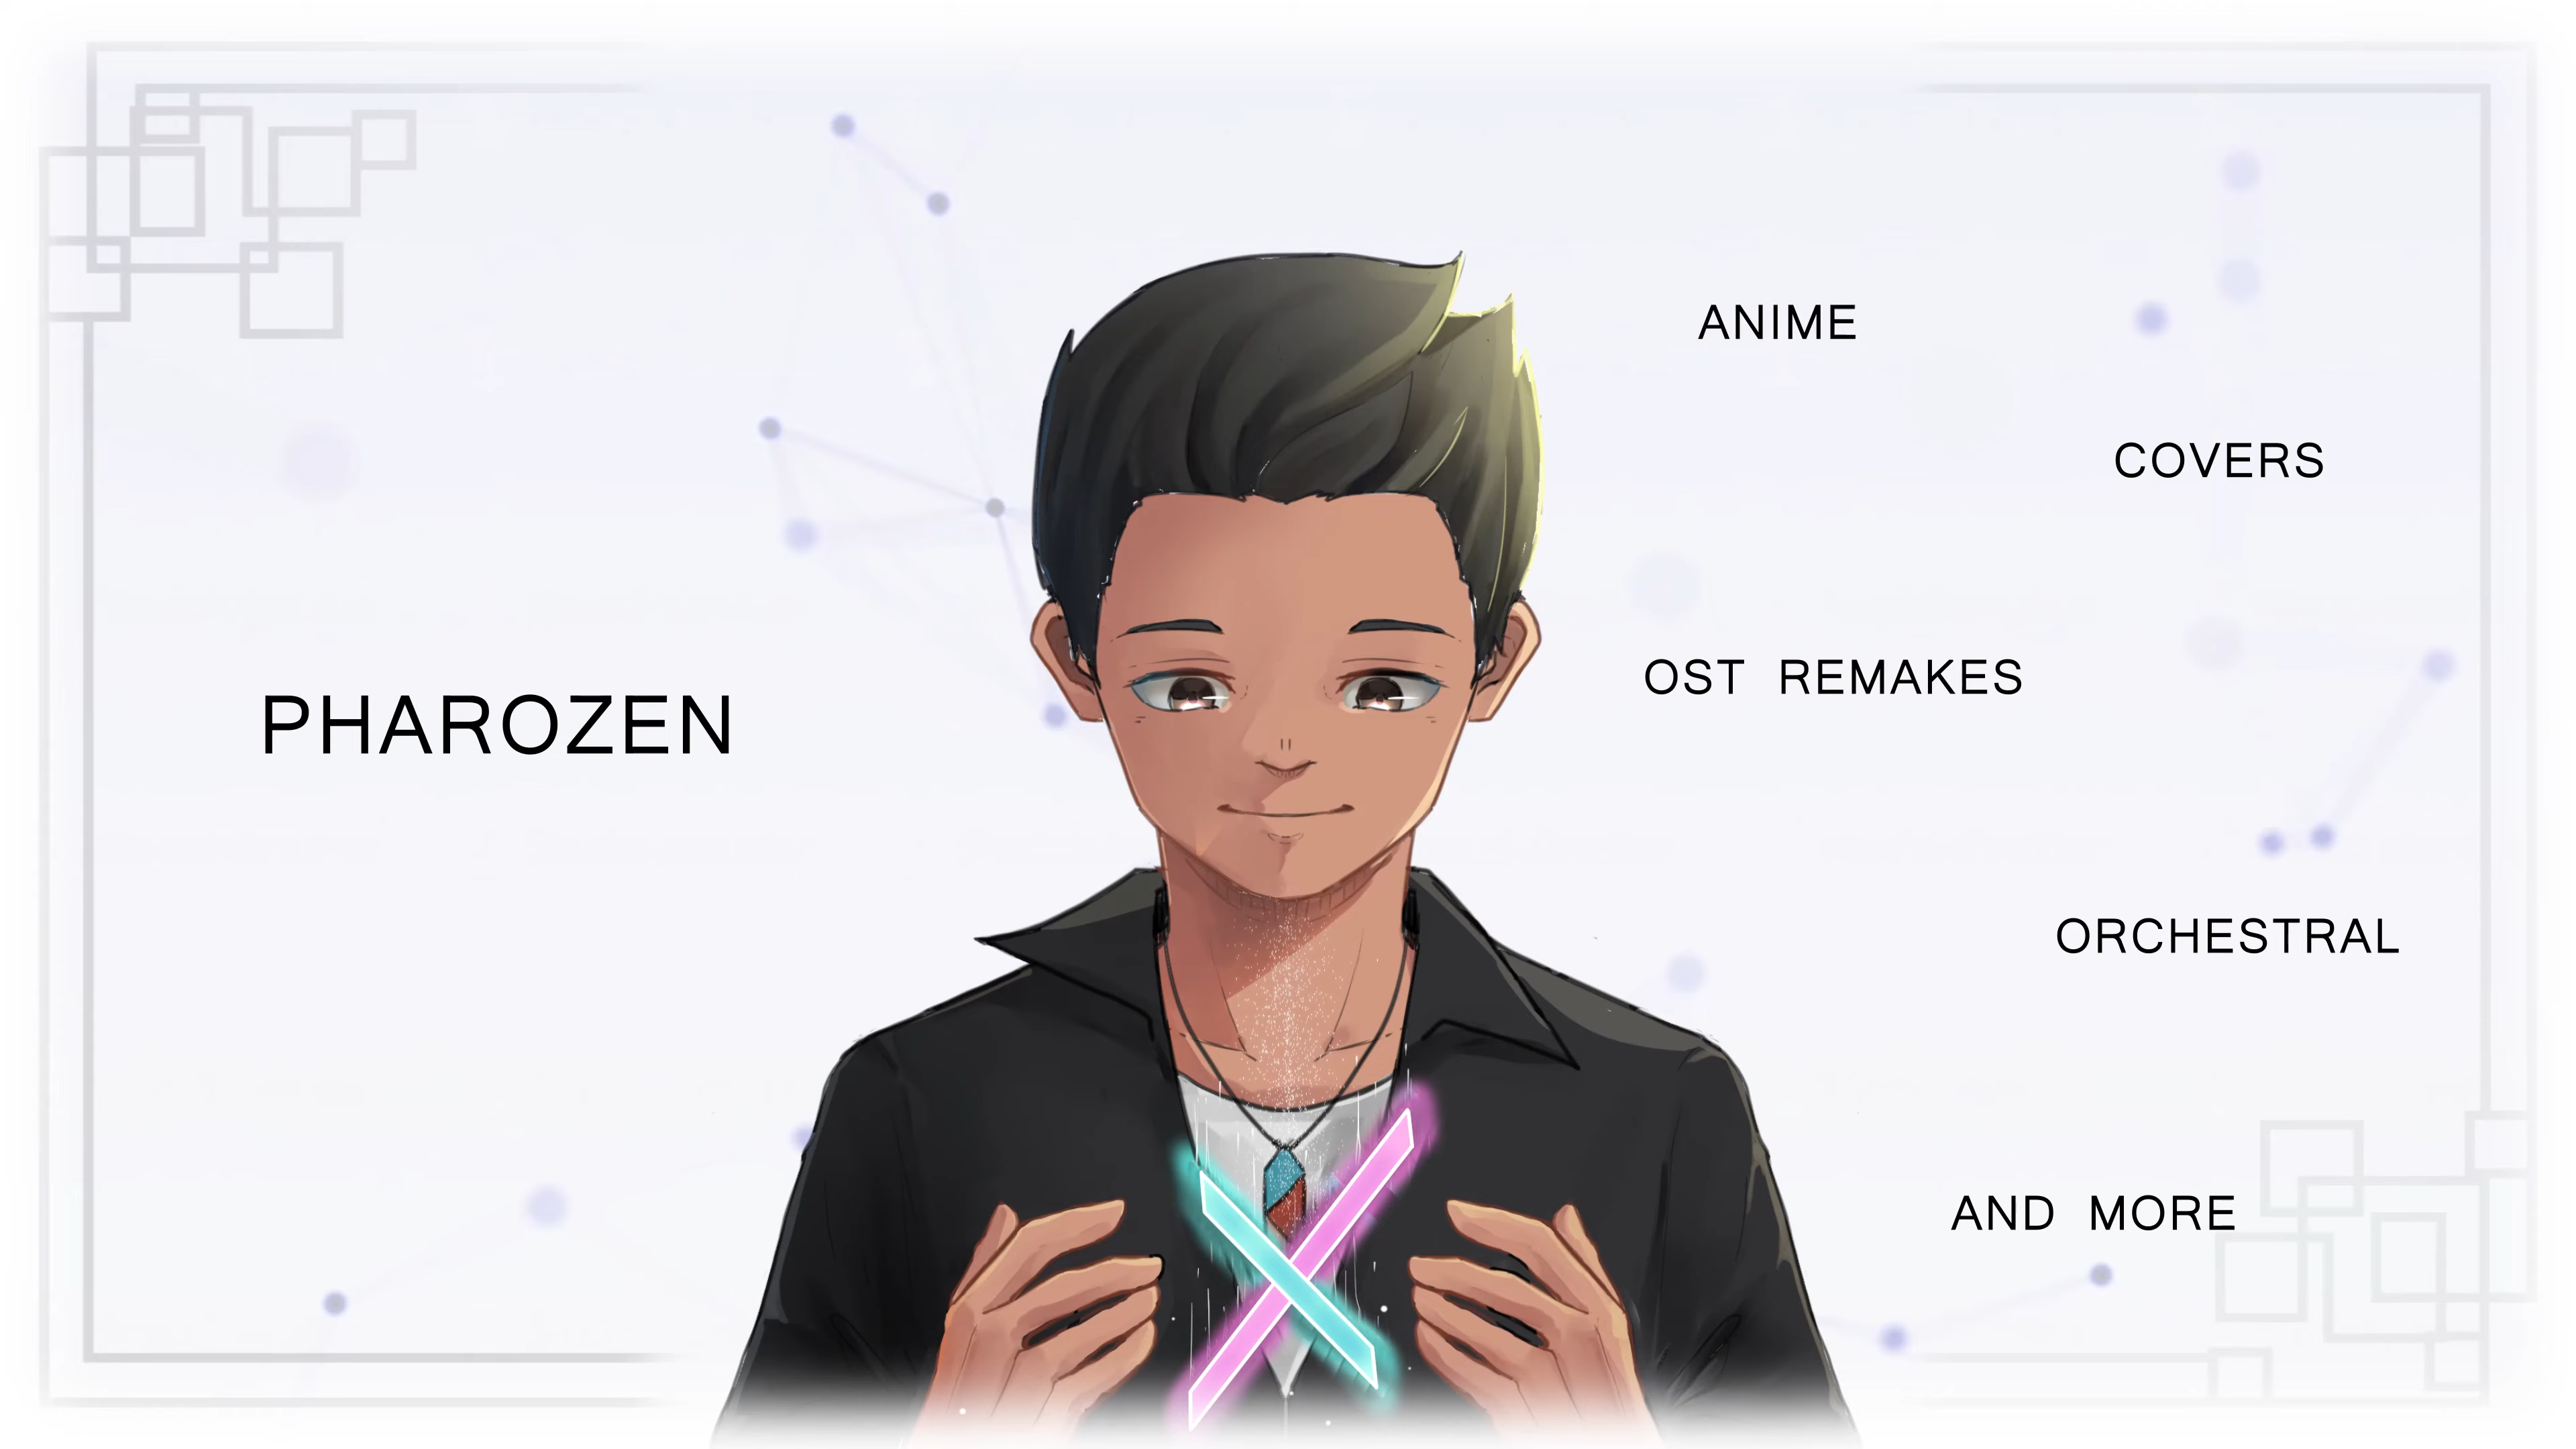 ANIME
COVERS
OST REMAKES
PHAROZEN
ORCHESTRAL
AND MORE